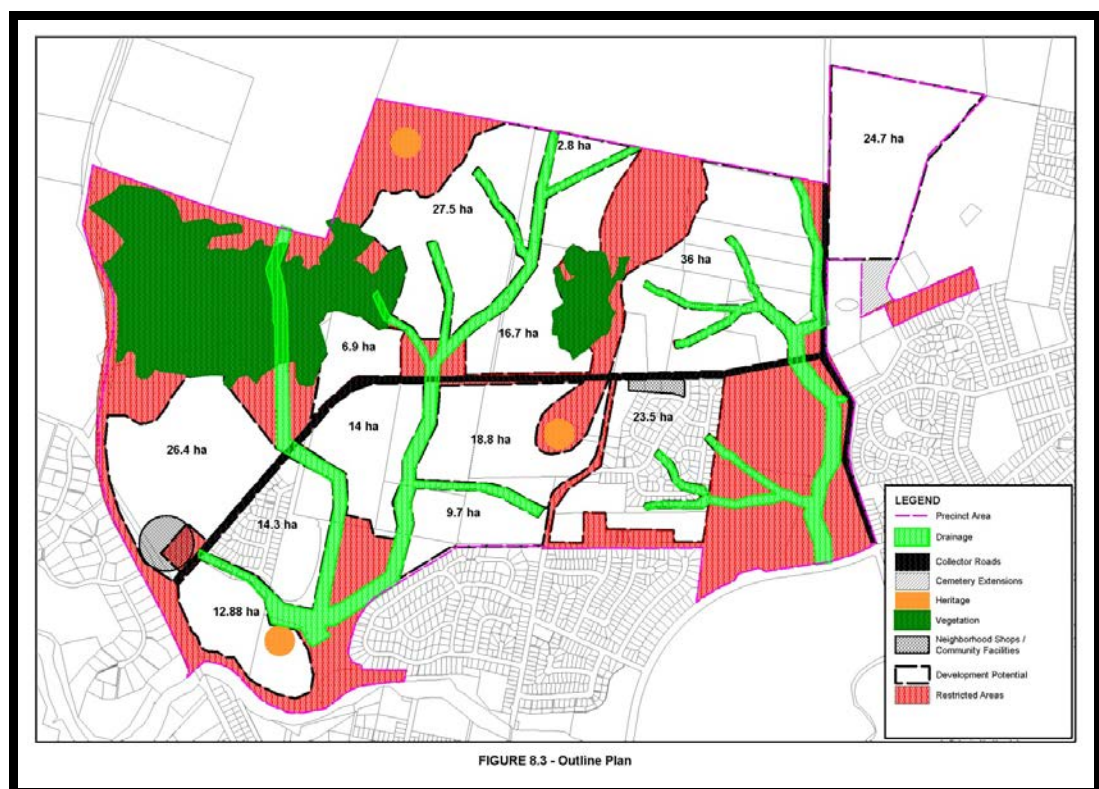 24.7 ha
2.8 ha
27.5 ha
36 ha
16.7 ha
6.9 ha
23.5 ha
14 ha
18.8 ha
26.4 ha
9.7 ha
14.3 ha
12.88 ha
LEGEND
Precinct Area
Drainage
Collector Roads
Cemetery Extensions
Heritage
Vegetation
Neighborhood Shops /
Community Facilities
Development Potential
Restricted Areas
FIGURE 8.3 - Outline Plan